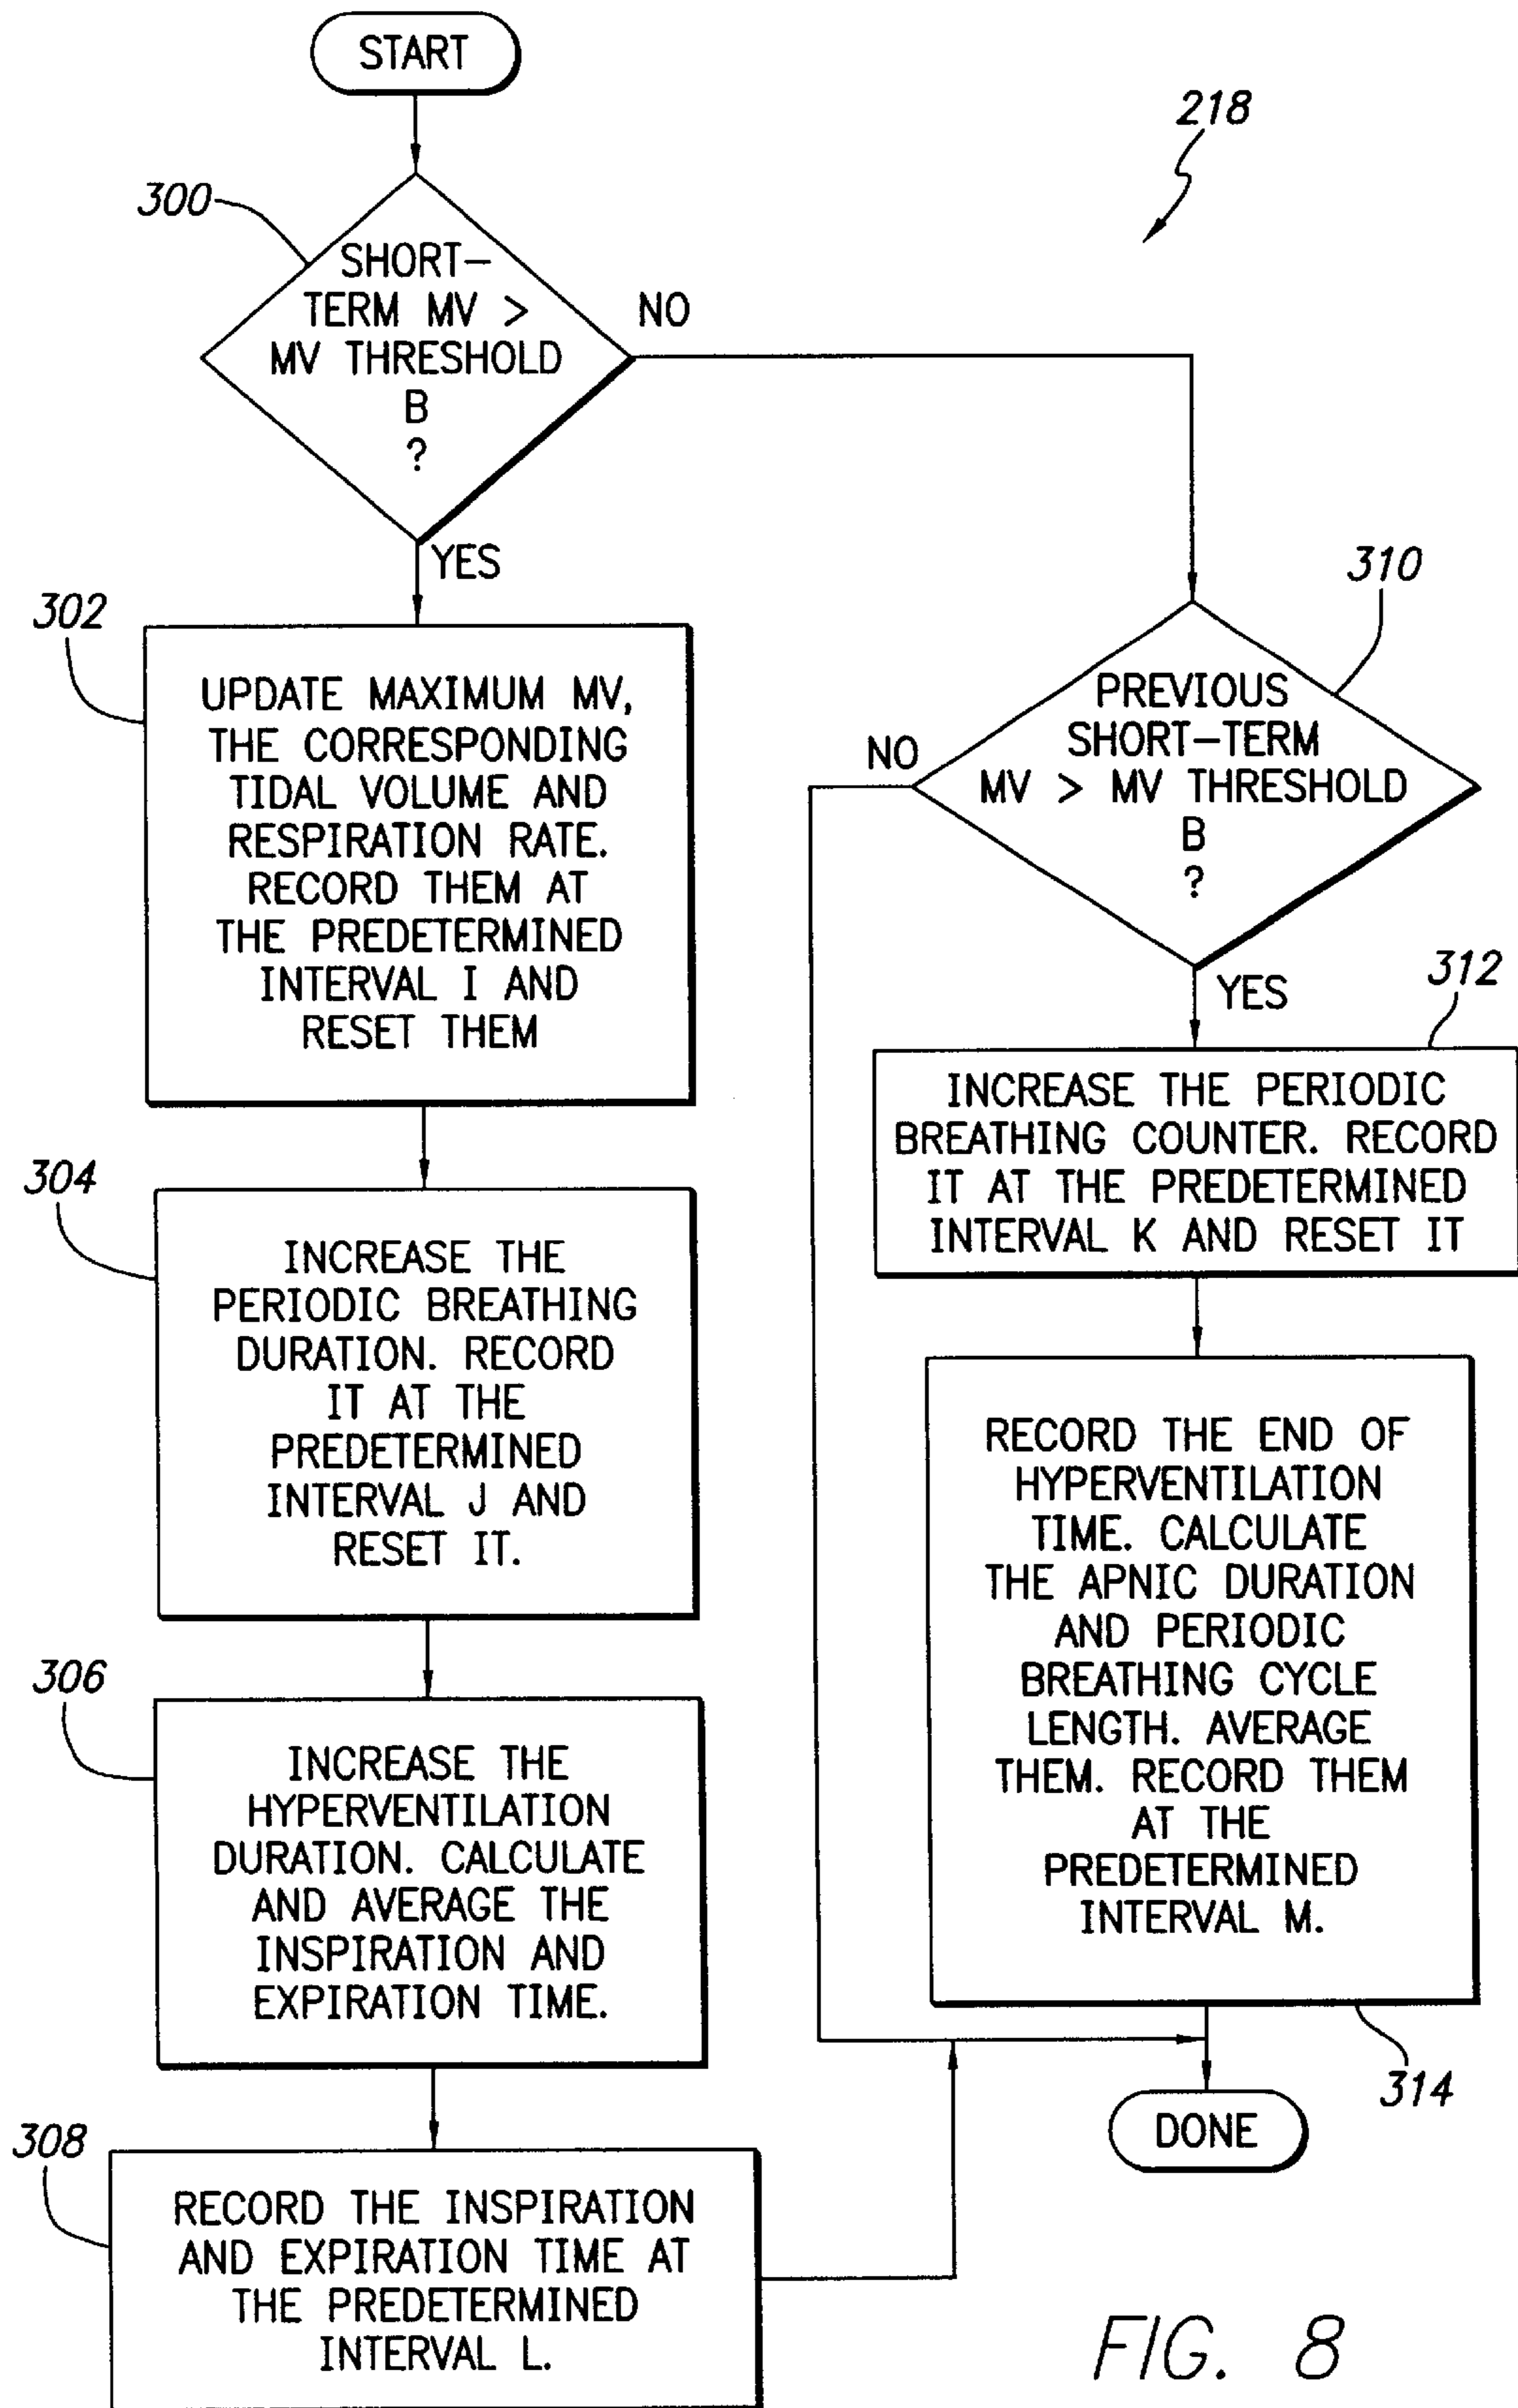 START
218
300
SHORT-
TERM MV >
MV THRESHOLD
B
?
NO
YES
302
UPDATE MAXIMUM MV,
THE CORRESPONDING
TIDAL VOLUME AND
RESPIRATION RATE.
RECORD THEM AT
THE PREDETERMINED
INTERVAL I AND
RESET THEM
304
INCREASE THE
PERIODIC BREATHING
DURATION. RECORD
IT AT THE
PREDETERMINED
INTERVAL J AND
RESET IT.
306
INCREASE THE
HYPERVENTILATION
DURATION. CALCULATE
AND AVERAGE THE
INSPIRATION AND
EXPIRATION TIME.
308
RECORD THE INSPIRATION
AND EXPIRATION TIME AT
THE PREDETERMINED
INTERVAL L.
310
PREVIOUS
SHORT-TERM
MV > MV THRESHOLD
B
?
NO
YES
312
INCREASE THE PERIODIC
BREATHING COUNTER. RECORD
IT AT THE PREDETERMINED
INTERVAL K AND RESET IT
RECORD THE END OF
HYPERVENTILATION
TIME. CALCULATE
THE APNIC DURATION
AND PERIODIC
BREATHING CYCLE
LENGTH. AVERAGE
THEM. RECORD THEM
AT THE
PREDETERMINED
INTERVAL M.
314
DONE
FIG. 8